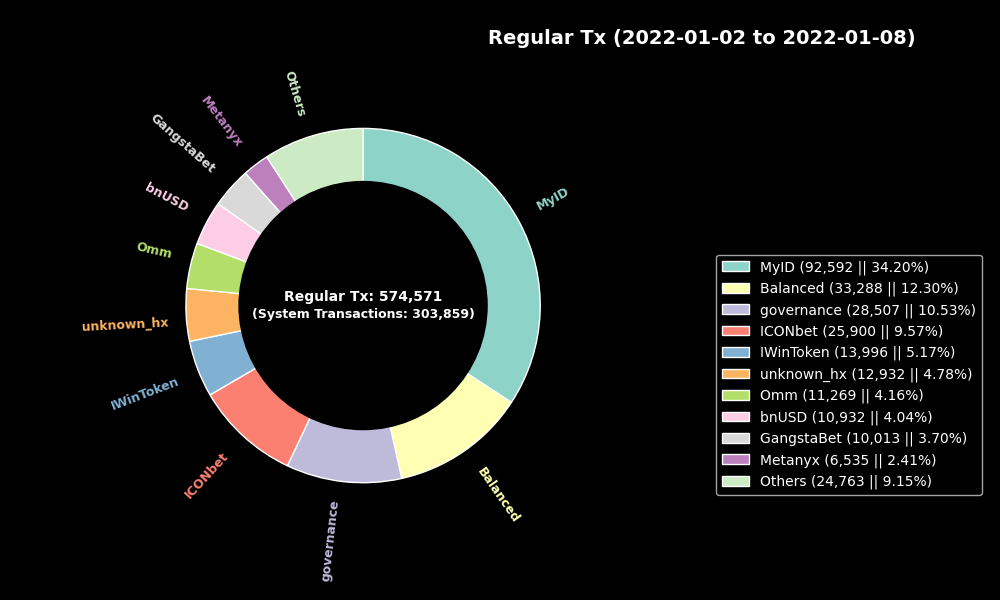 Regular Tx (2022-01-02 to 2022-01-08)
Others
Metanyx
GangstaBet
bnUSD
Omm
unknown_hx
IWinToken
ICONbet
governance
Balanced
MyID
Regular Tx: 574,571
(System Transactions: 303,859)
MyID (92,592 || 34.20%)
Balanced (33,288 || 12.30%)
governance (28,507 || 10.53%)
ICONbet (25,900 || 9.57%)
IWinToken (13,996 || 5.17%)
unknown_hx (12,932 || 4.78%)
Omm (11,269 || 4.16%)
bnUSD (10,932 || 4.04%)
GangstaBet (10,013 || 3.70%)
Metanyx (6,535 || 2.41%)
Others (24,763 || 9.15%)